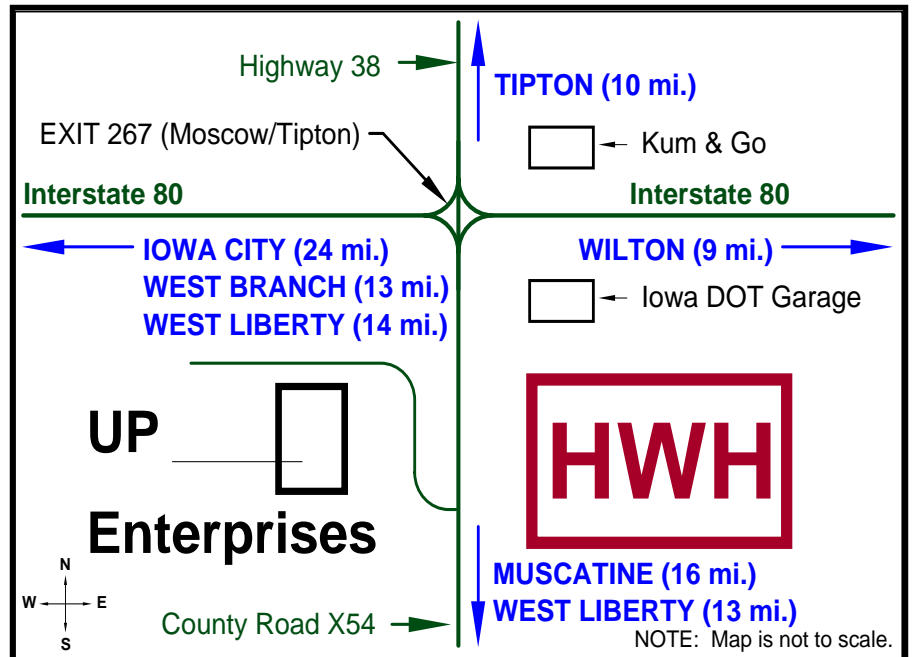 Highway 38
TIPTON (10 mi.)
EXIT 267 (Moscow/Tipton)
Kum & Go
Interstate 80
Interstate 80
IOWA CITY (24 mi.)
WEST BRANCH (13 mi.)
WEST LIBERTY (14 mi.)
WILTON (9 mi.)
Iowa DOT Garage
UP
Enterprises
HWH
N
W
E
S
MUSCATINE (16 mi.)
WEST LIBERTY (13 mi.)
County Road X54
NOTE: Map is not to scale.